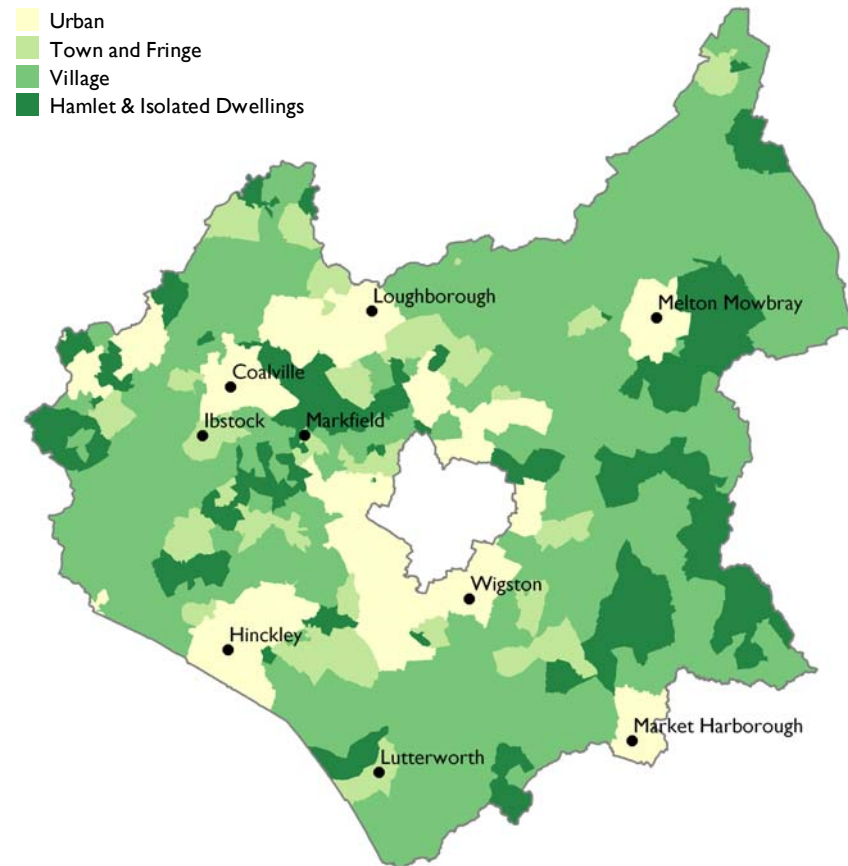 Urban
Town and Fringe
Village
Hamlet & Isolated Dwellings
Loughborough
Melton Mowbray
Coalville
Ibstock
Markfield
Wigston
Hinckley
Market Harborough
Lutterworth